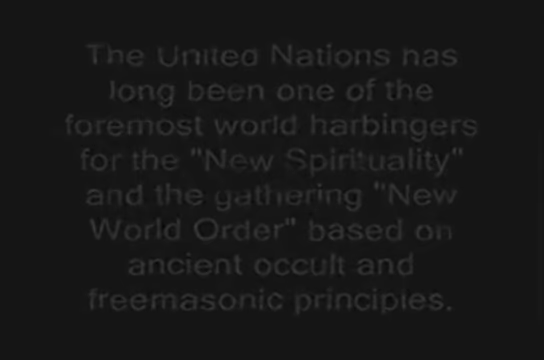 The United Nations has
long been one of the
foremost world harbingers
for the "New Spirituality"
and the gathering "New
World Order" based on
ancient occult and
freemasonic principles.